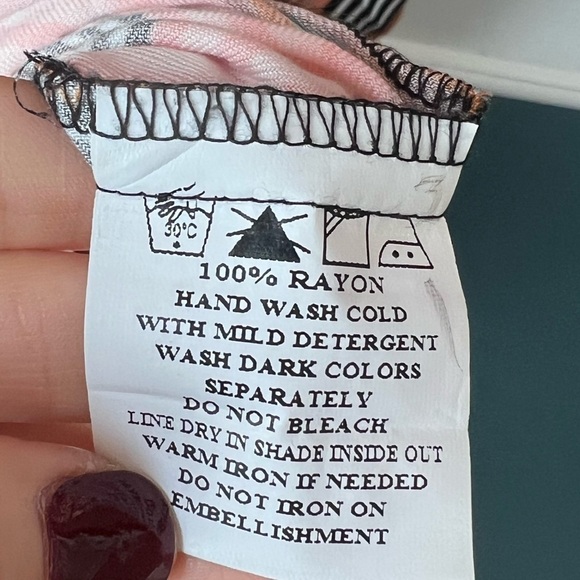 30°C
100% RAYON
HAND WASH COLD
WITH MILD DETERGENT
WASH DARK COLORS
SEPARATELY
DO NOT BLEACH
LINE DRY IN SHADE INSIDE OUT
WARM IRON IF NEEDED
DO NOT IRON ON
EMBELLISHMENT